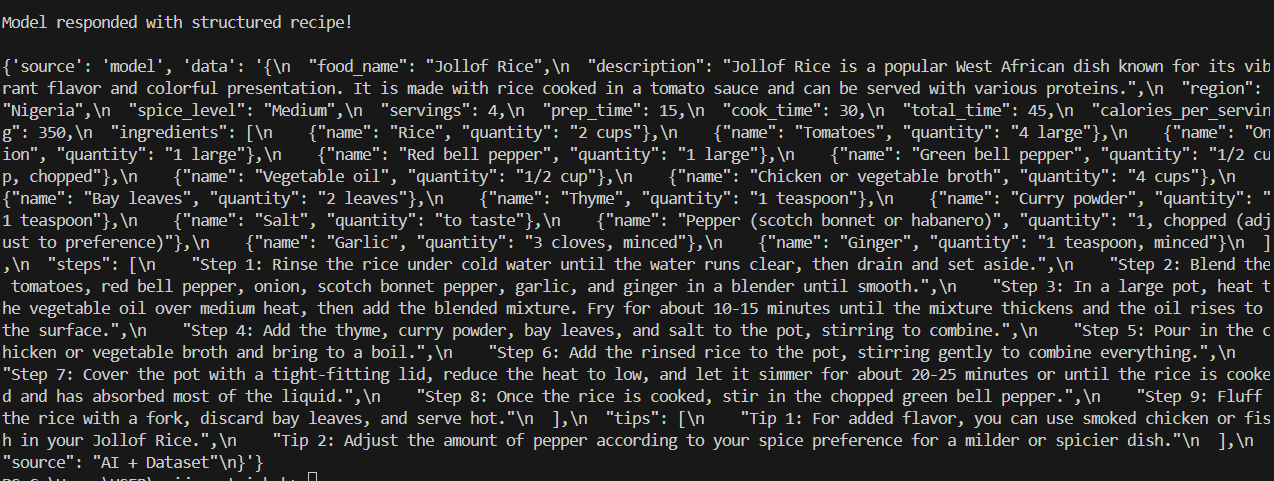 Model responded with structured recipe!
{'source': 'model', 'data': '{\n  "food_name": "Jollof Rice",\n  "description": "Jollof Rice is a popular West African dish known for its vib
rant flavor and colorful presentation. It is made with rice cooked in a tomato sauce and can be served with various proteins.",\n  "region":
"Nigeria",\n  "spice_level": "Medium",\n  "servings": 4,\n  "prep_time": 15,\n  "cook_time": 30,\n  "total_time": 45,\n  "calories_per_servin
g": 350,\n  "ingredients": [\n    {"name": "Rice", "quantity": "2 cups"},\n    {"name": "Tomatoes", "quantity": "4 large"},\n    {"name": "On
ion", "quantity": "1 large"},\n    {"name": "Red bell pepper", "quantity": "1 large"},\n    {"name": "Green bell pepper", "quantity": "1/2 cu
p, chopped"},\n    {"name": "Vegetable oil", "quantity": "1/2 cup"},\n    {"name": "Chicken or vegetable broth", "quantity": "4 cups"},\n
{"name": "Bay leaves", "quantity": "2 leaves"},\n    {"name": "Thyme", "quantity": "1 teaspoon"},\n    {"name": "Curry powder", "quantity": "
1 teaspoon"},\n    {"name": "Salt", "quantity": "to taste"},\n    {"name": "Pepper (scotch bonnet or habanero)", "quantity": "1, chopped (adj
ust to preference)"},\n    {"name": "Garlic", "quantity": "3 cloves, minced"},\n    {"name": "Ginger", "quantity": "1 teaspoon, minced"}\n  ]
,\n  "steps": [\n    "Step 1: Rinse the rice under cold water until the water runs clear, then drain and set aside.",\n    "Step 2: Blend the
 tomatoes, red bell pepper, onion, scotch bonnet pepper, garlic, and ginger in a blender until smooth.",\n    "Step 3: In a large pot, heat t
he vegetable oil over medium heat, then add the blended mixture. Fry for about 10-15 minutes until the mixture thickens and the oil rises to
the surface.",\n    "Step 4: Add the thyme, curry powder, bay leaves, and salt to the pot, stirring to combine.",\n    "Step 5: Pour in the c
hicken or vegetable broth and bring to a boil.",\n    "Step 6: Add the rinsed rice to the pot, stirring gently to combine everything.",\n
"Step 7: Cover the pot with a tight-fitting lid, reduce the heat to low, and let it simmer for about 20-25 minutes or until the rice is cooke
d and has absorbed most of the liquid.",\n    "Step 8: Once the rice is cooked, stir in the chopped green bell pepper.",\n    "Step 9: Fluff
the rice with a fork, discard bay leaves, and serve hot."\n  ],\n  "tips": [\n    "Tip 1: For added flavor, you can use smoked chicken or fis
h in your Jollof Rice.",\n    "Tip 2: Adjust the amount of pepper according to your spice preference for a milder or spicier dish."\n  ],\n
"source": "AI + Dataset"\n}'}